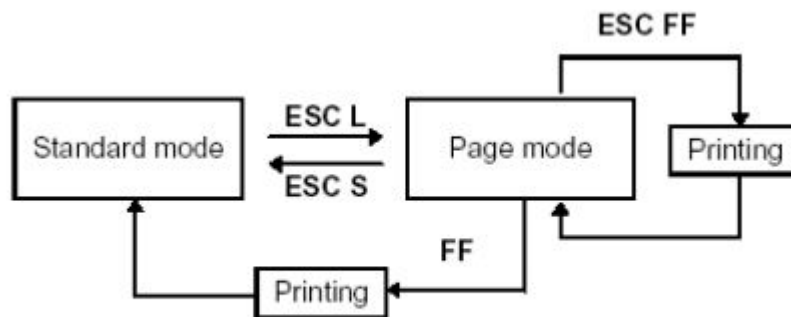 ESC FF
ESC L
Standard mode
Page mode
Printing
ESC S
FF
Printing